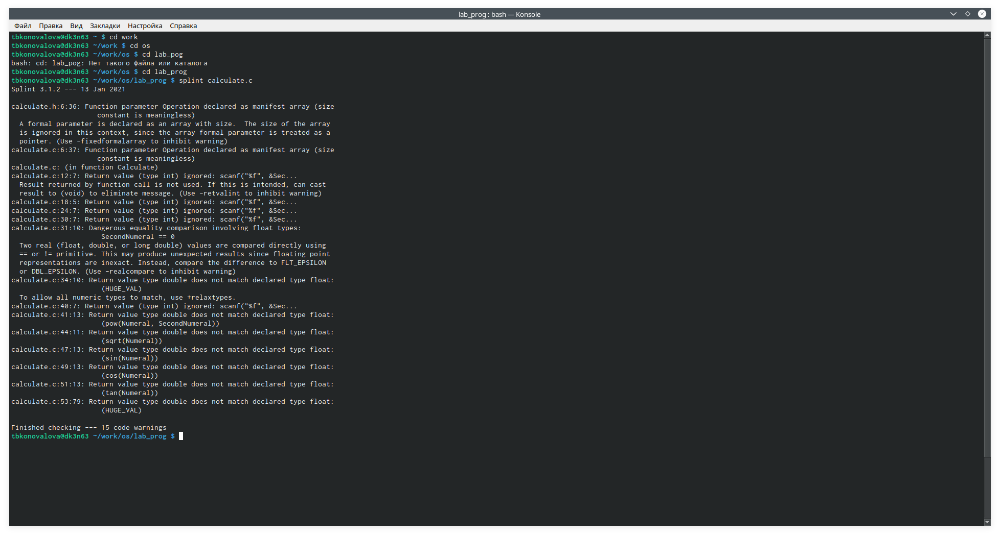 lab_prog : bash — Konsole
Файл Правка Вид Закладки Настройка Справка
tbkonovalova@dk3n63 ~ $ cd work
tbkonovalova@dk3n63 ~/work $ cd os
tbkonovalova@dk3n63 ~/work/os $ cd lab_pog
bash: cd: lab_pog: Нет такого файла или каталога
tbkonovalova@dk3n63 ~/work/os $ cd lab_prog
tbkonovalova@dk3n63 ~/work/os/lab_prog $ splint calculate.c
Splint 3.1.2 --- 13 Jan 2021
calculate.h:6:36: Function parameter Operation declared as manifest array (size
constant is meaningless)
A formal parameter is declared as an array with size.  The size of the array
is ignored in this context, since the array formal parameter is treated as a
pointer. (Use -fixedformalarray to inhibit warning)
calculate.c:6:37: Function parameter Operation declared as manifest array (size
constant is meaningless)
calculate.c: (in function Calculate)
calculate.c:12:7: Return value (type int) ignored: scanf("%f", &Sec...
Result returned by function call is not used. If this is intended, can cast
result to (void) to eliminate message. (Use -retvalint to inhibit warning)
calculate.c:18:5: Return value (type int) ignored: scanf("%f", &Sec...
calculate.c:24:7: Return value (type int) ignored: scanf("%f", &Sec...
calculate.c:30:7: Return value (type int) ignored: scanf("%f", &Sec...
calculate.c:31:10: Dangerous equality comparison involving float types:
SecondNumeral == 0
Two real (float, double, or long double) values are compared directly using
== or != primitive. This may produce unexpected results since floating point
representations are inexact. Instead, compare the difference to FLT_EPSILON
or DBL_EPSILON. (Use -realcompare to inhibit warning)
calculate.c:34:10: Return value type double does not match declared type float:
(HUGE_VAL)
To allow all numeric types to match, use +relaxtypes.
calculate.c:40:7: Return value (type int) ignored: scanf("%f", &Sec...
calculate.c:41:13: Return value type double does not match declared type float:
(pow(Numeral, SecondNumeral))
calculate.c:44:11: Return value type double does not match declared type float:
(sqrt(Numeral))
calculate.c:47:13: Return value type double does not match declared type float:
(sin(Numeral))
calculate.c:49:13: Return value type double does not match declared type float:
(cos(Numeral))
calculate.c:51:13: Return value type double does not match declared type float:
(tan(Numeral))
calculate.c:53:79: Return value type double does not match declared type float:
(HUGE_VAL)
Finished checking --- 15 code warnings
tbkonovalova@dk3n63 ~/work/os/lab_prog $